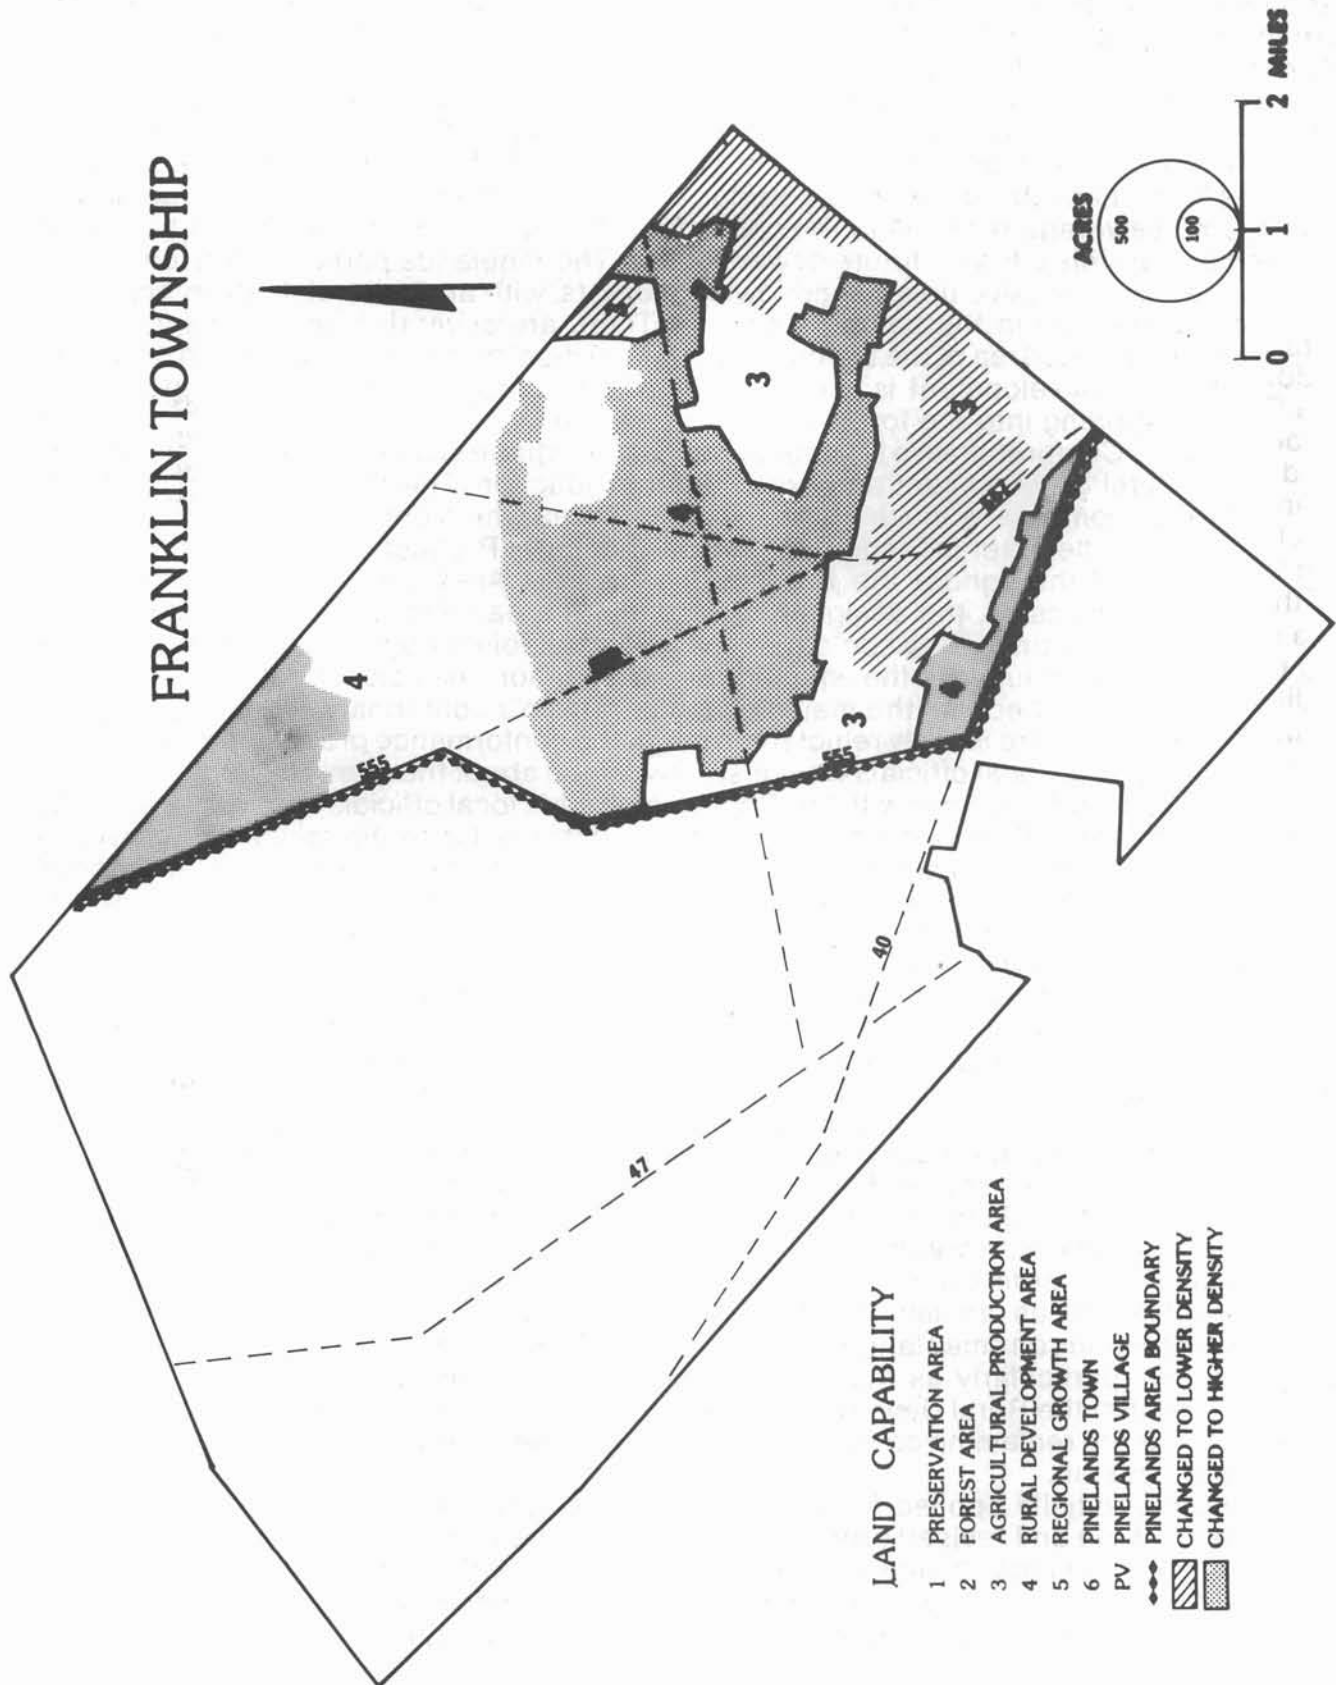 FRANKLIN TOWNSHIP
4
555
3
3
4
3
3
4
555
3
4
47
40
ACRES
500
100
0 1 2 MILES
LAND CAPABILITY
1 PRESERVATION AREA
2 FOREST AREA
3 AGRICULTURAL PRODUCTION AREA
4 RURAL DEVELOPMENT AREA
5 REGIONAL GROWTH AREA
6 PINELANDS TOWN
PV PINELANDS VILLAGE
PINELANDS AREA BOUNDARY
CHANGED TO LOWER DENSITY
CHANGED TO HIGHER DENSITY